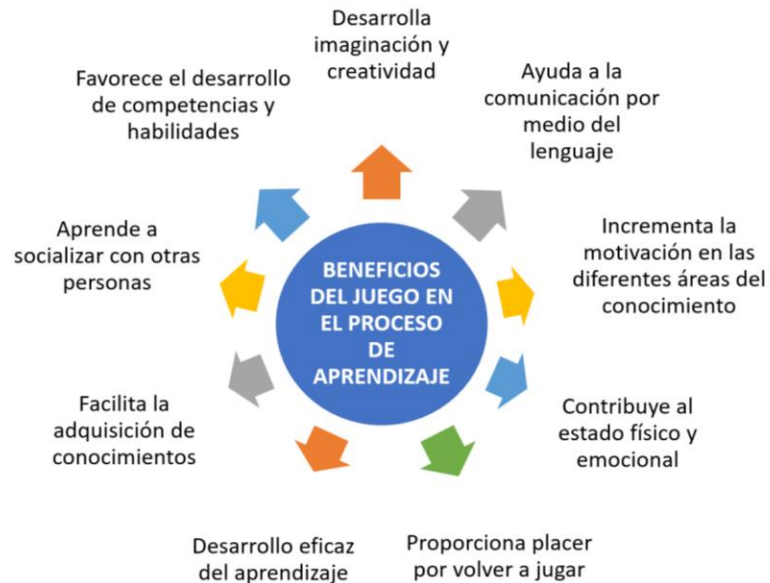 Desarrolla
imaginación y
creatividad
Ayuda a la
comunicación por
medio del
lenguaje
Incrementa la
motivación en las
diferentes áreas del
conocimiento
Contribuye al
estado físico y
emocional
Proporciona placer
por volver a jugar
Desarrollo eficaz
del aprendizaje
Facilita la
adquisición de
conocimientos
Aprende a
socializar con otras
personas
Favorece el desarrollo
de competencias y
habilidades
BENEFICIOS
DEL JUEGO EN
EL PROCESO
DE
APRENDIZAJE